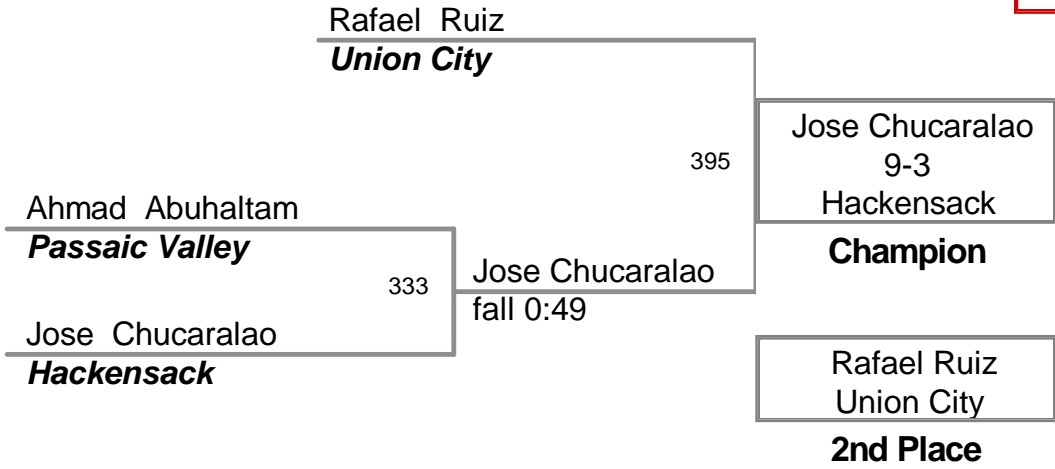 Rafael Ruiz
Union City
395
Jose Chucaralao
9-3
Hackensack
Champion
Ahmad Abuhaltam
Passaic Valley
333
Jose Chucaralao
fall 0:49
Jose Chucaralao
Hackensack
Rafael Ruiz
Union City
2nd Place